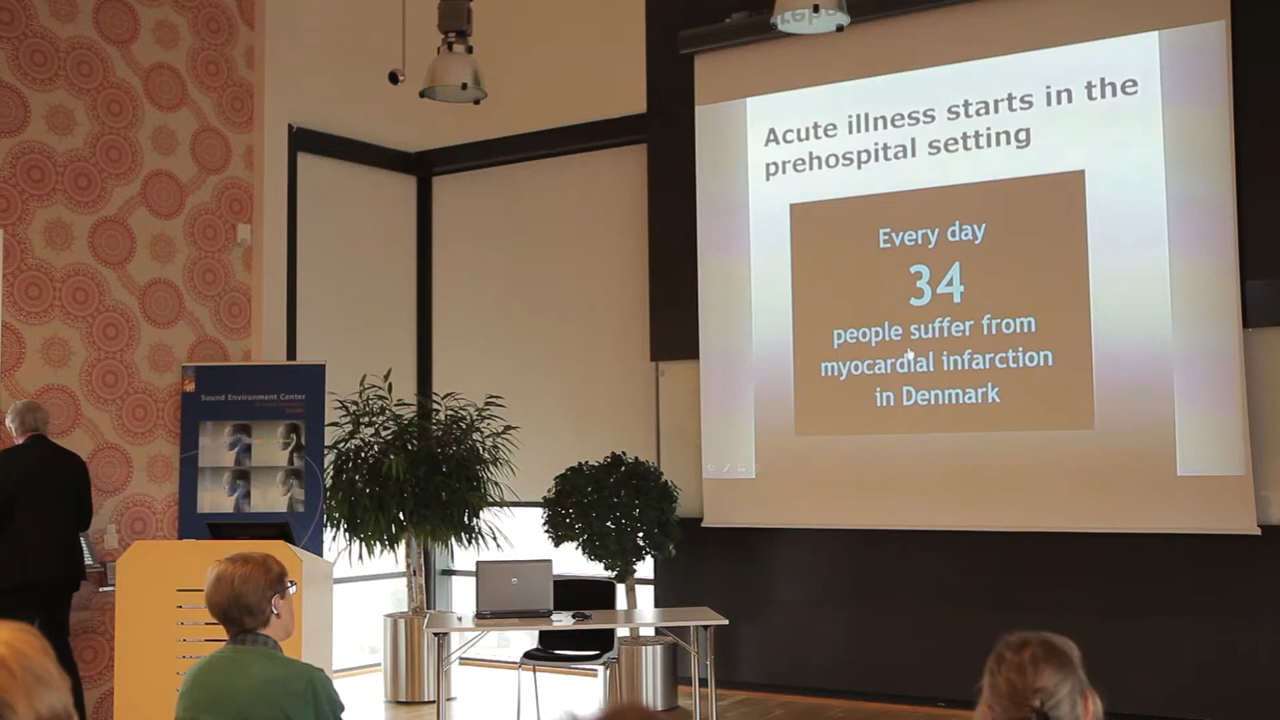 Acute illness starts in the
prehospital setting
Every day
34
people suffer from
myocardial infarction
in Denmark
Sound Environment Center